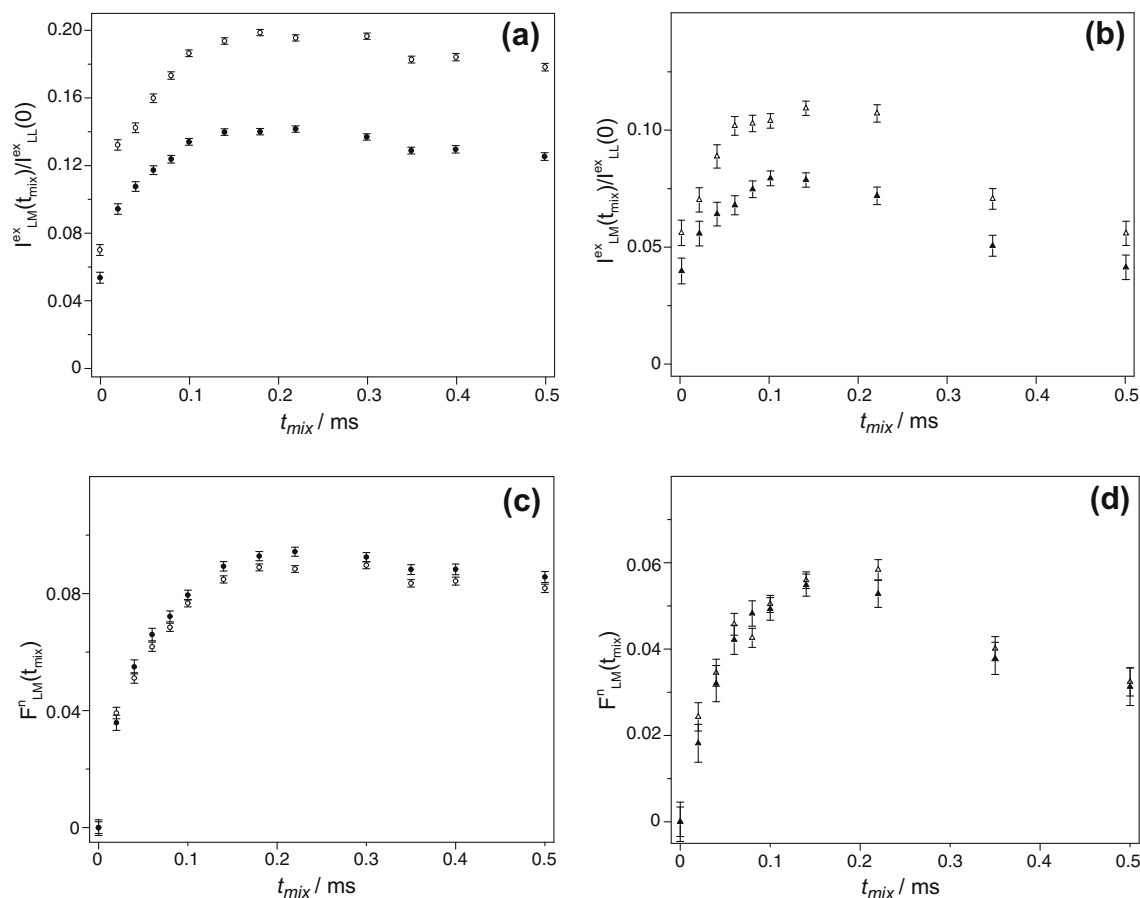 (a)
I^ex_LM(t_mix)/I^ex_LL(0)
0.20
0.16
0.12
0.08
0.04
0
0 0.1 0.2 0.3 0.4 0.5
t_mix / ms
(b)
I^ex_LM(t_mix)/I^ex_LL(0)
0.10
0.05
0
0 0.1 0.2 0.3 0.4 0.5
t_mix / ms
(c)
F^n_LM(t_mix)
0.08
0.04
0
0 0.1 0.2 0.3 0.4 0.5
t_mix / ms
(d)
F^n_LM(t_mix)
0.06
0.04
0.02
0
0 0.1 0.2 0.3 0.4 0.5
t_mix / ms